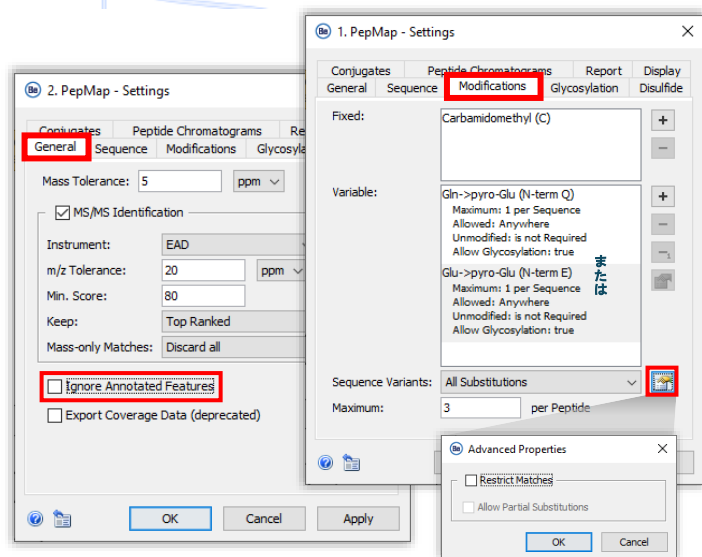 1. PepMap - Settings
Conjugates Peptide Chromatograms Report Display
General Sequence Modifications Glycosylation Disulfide
Fixed:
Carbamidomethyl (C)
Variable:
Gln->pyro-Glu (N-term Q)
Maximum: 1 per Sequence
Allowed: Anywhere
Unmodified: is not Required
Allow Glycosylation: true
または
Glu->pyro-Glu (N-term E)
Maximum: 1 per Sequence
Allowed: Anywhere
Unmodified: is not Required
Allow Glycosylation: true
Sequence Variants: All Substitutions
Maximum: 3 per Peptide
2. PepMap - Settings
Conjugates Pept
General Sequence Modifications Glycosyla
Mass Tolerance: 5 ppm
MS/MS Identification
Instrument: EAD
m/z Tolerance: 20 ppm
Min. Score: 80
Keep: Top Ranked
Mass-only Matches: Discard all
Ignore Annotated Features
Export Coverage Data (deprecated)
OK Cancel Apply
Advanced Properties
Restrict Matches
Allow Partial Substitutions
OK Cancel